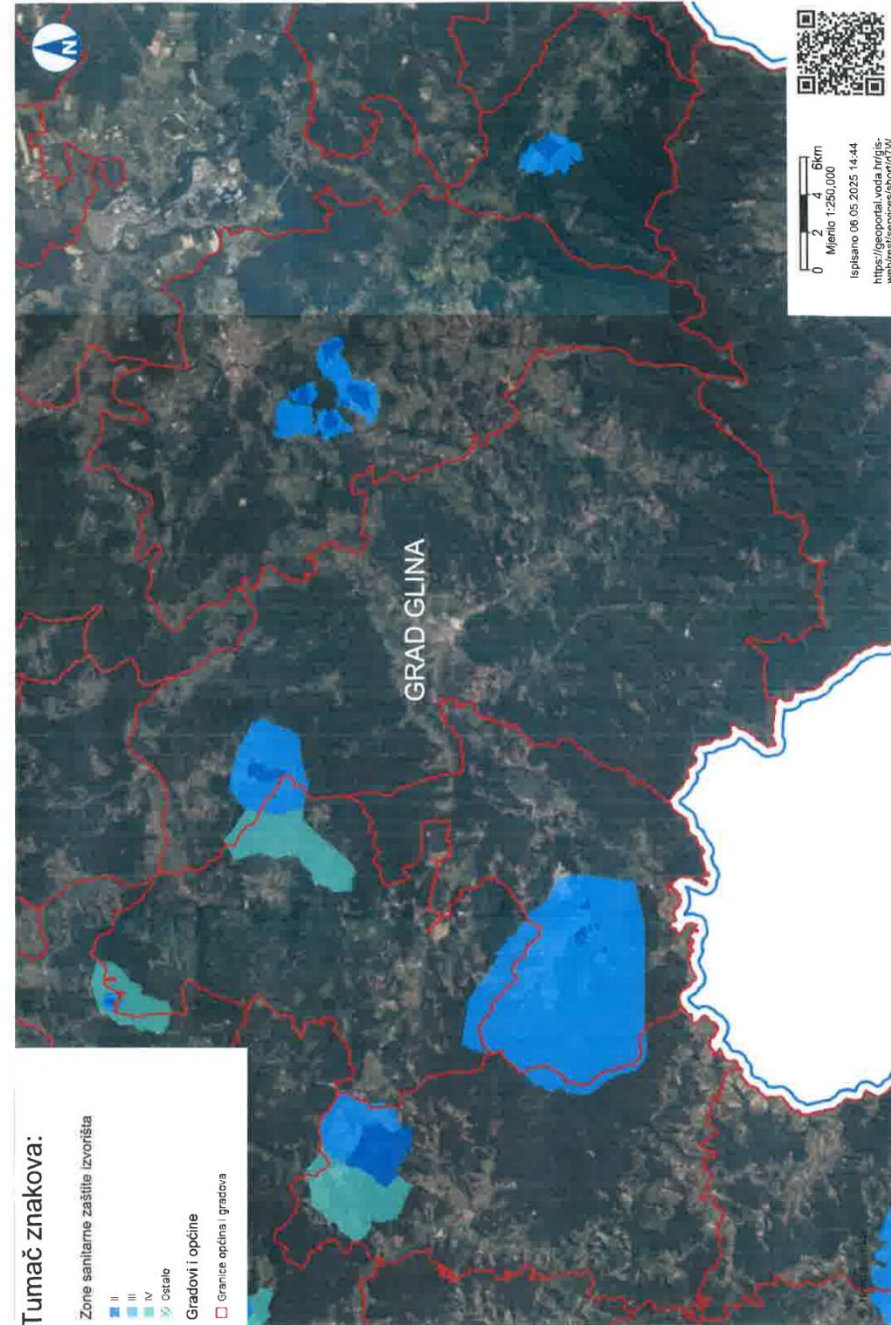 Tumač znakova:
Zone sanitarne zaštite izvorišta
II
III
IV
Ostalo
Gradovi i općine
Granice općina i gradova
N
GRAD GLINA
0 2 4 6km
Mjerilo 1:250,000
Ispisano 06.05.2025 14:44
https://geoportal.voda.hr/gis-